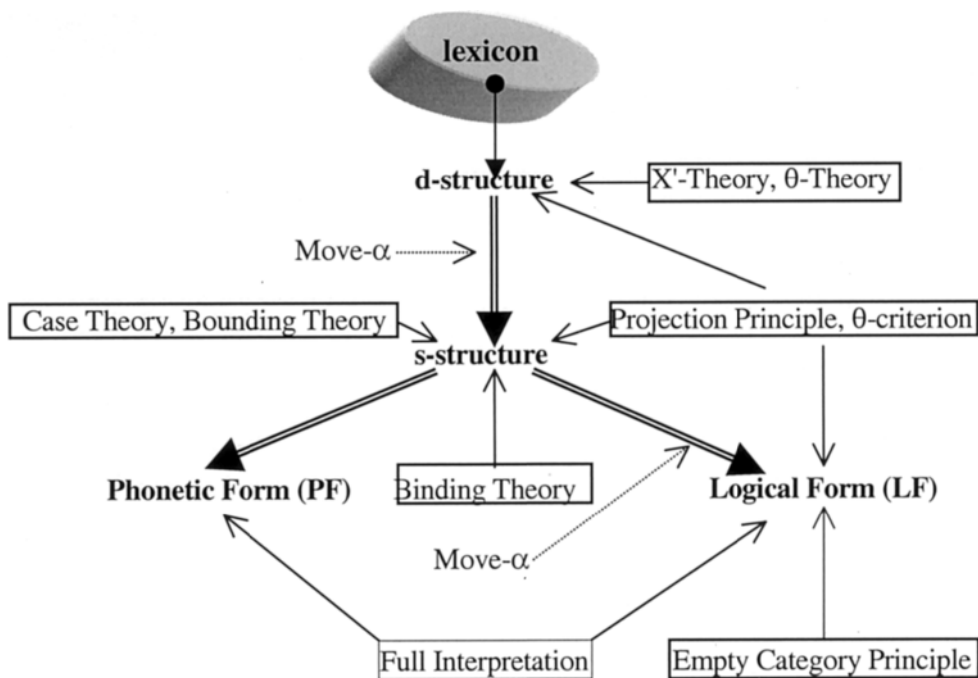 lexicon
d-structure
X'-Theory, θ-Theory
Move-α
Case Theory, Bounding Theory
Projection Principle, θ-criterion
s-structure
Phonetic Form (PF)
Binding Theory
Logical Form (LF)
Move-α
Full Interpretation
Empty Category Principle